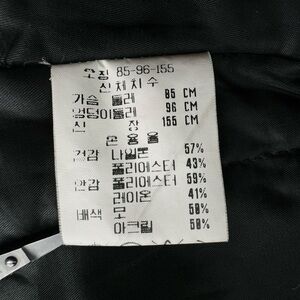 호칭 85-96-155
신체치수
가슴둘레 85 CM
엉덩이둘레 96 CM
신 장 155 CM
혼용율
겉감 나일론 57%
폴리에스터 43%
안감 폴리에스터 59%
레이온 41%
배색 모 50%
아크릴 50%